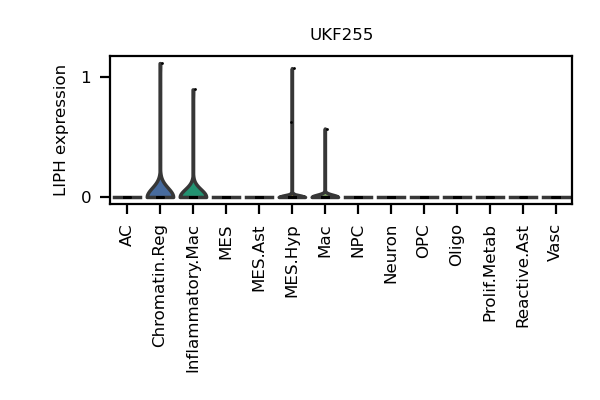 UKF255
LIPH expression
1
0
AC
Chromatin.Reg
Inflammatory.Mac
MES
MES.Ast
MES.Hyp
Mac
NPC
Neuron
OPC
Oligo
Prolif.Metab
Reactive.Ast
Vasc